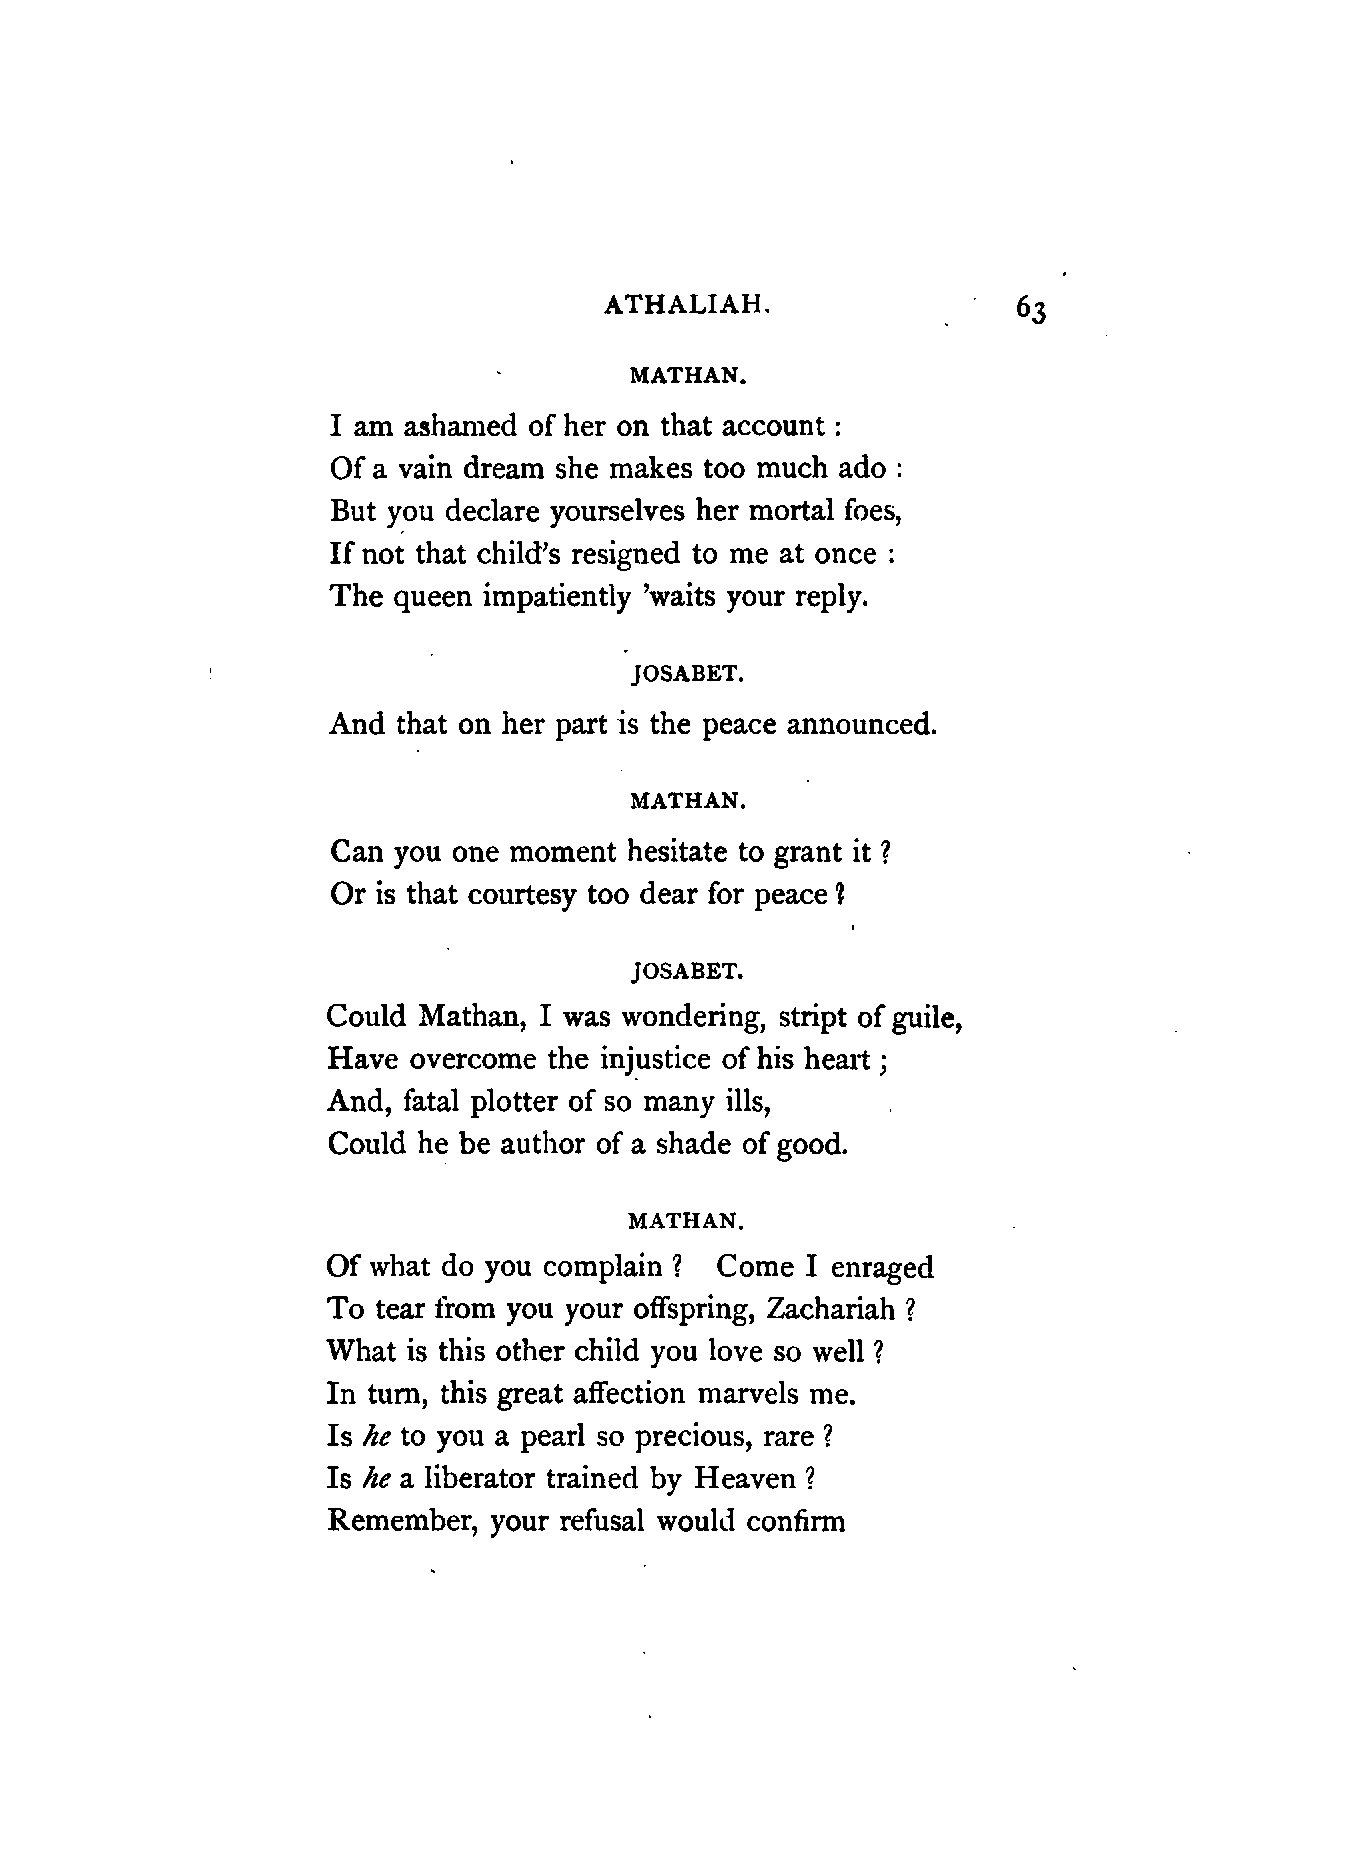 ATHALIAH. 63
MATHAN.
I am ashamed of her on that account :
Of a vain dream she makes too much ado :
But you declare yourselves her mortal foes,
If not that child's resigned to me at once :
The queen impatiently 'waits your reply.
JOSABET.
And that on her part is the peace announced.
MATHAN.
Can you one moment hesitate to grant it ?
Or is that courtesy too dear for peace ?
JOSABET.
Could Mathan, I was wondering, stript of guile,
Have overcome the injustice of his heart ;
And, fatal plotter of so many ills,
Could he be author of a shade of good.
MATHAN.
Of what do you complain ? Come I enraged
To tear from you your offspring, Zachariah ?
What is this other child you love so well ?
In turn, this great affection marvels me.
Is he to you a pearl so precious, rare ?
Is he a liberator trained by Heaven ?
Remember, your refusal would confirm